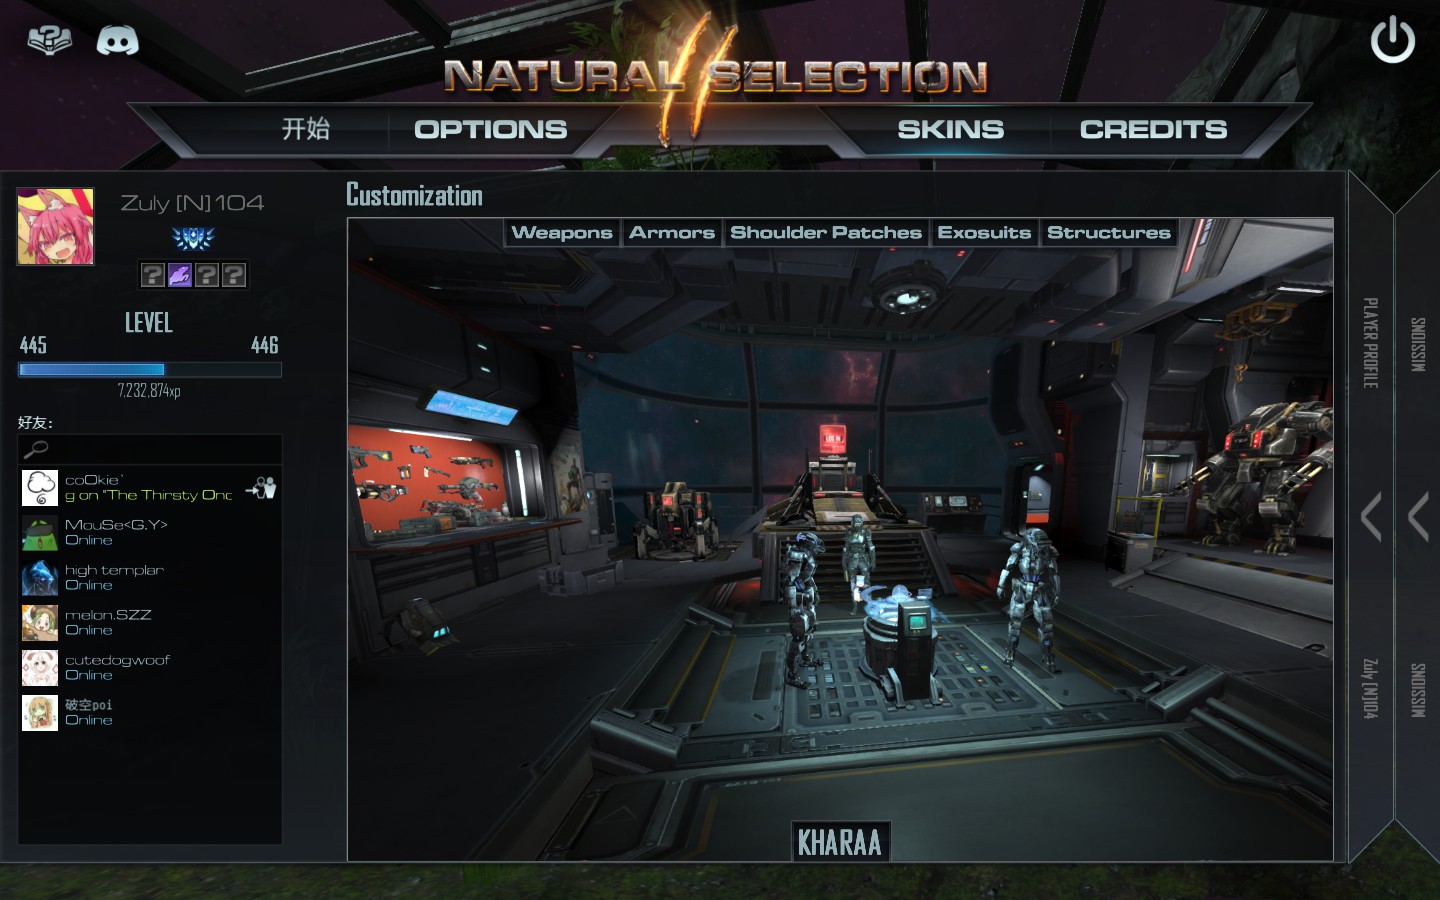 NATURAL SELECTION
开始
OPTIONS
SKINS
CREDITS
Zuly [N]104
? ? ?
LEVEL
445
446
7,232,874xp
好友:
coOkie`
g on "The Thirsty Onc
MouSe<G.Y>
Online
high templar
Online
melon.SZZ
Online
cutedogwoof
Online
破空poi
Online
Customization
Weapons
Armors
Shoulder Patches
Exosuits
Structures
LOG IN
KHARAA
PLAYER PROFILE
Zuly [N]104
MISSIONS
MISSIONS